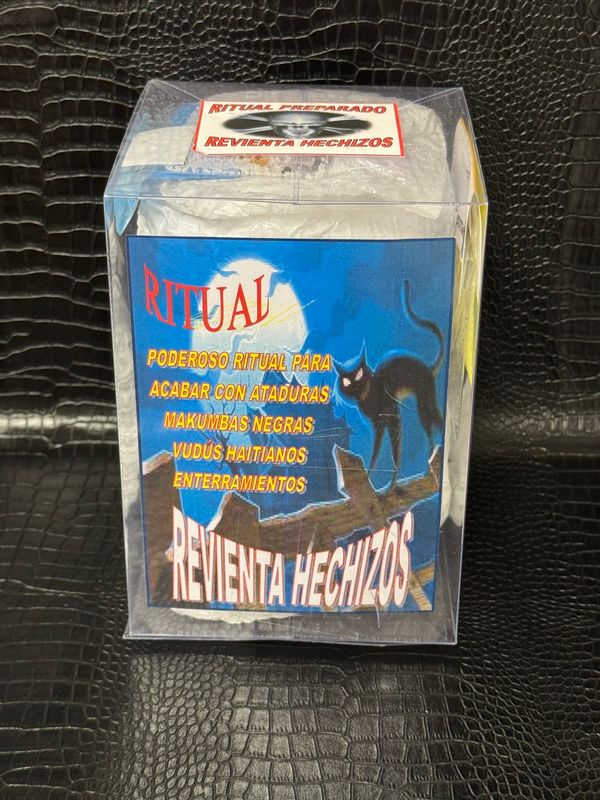 RITUAL PREPARADO
REVIENTA HECHIZOS
RITUAL
PODEROSO RITUAL PARA
ACABAR CON ATADURAS
MAKUMBAS NEGRAS
VUDÚS HAITIANOS
ENTERRAMIENTOS
REVIENTA HECHIZOS